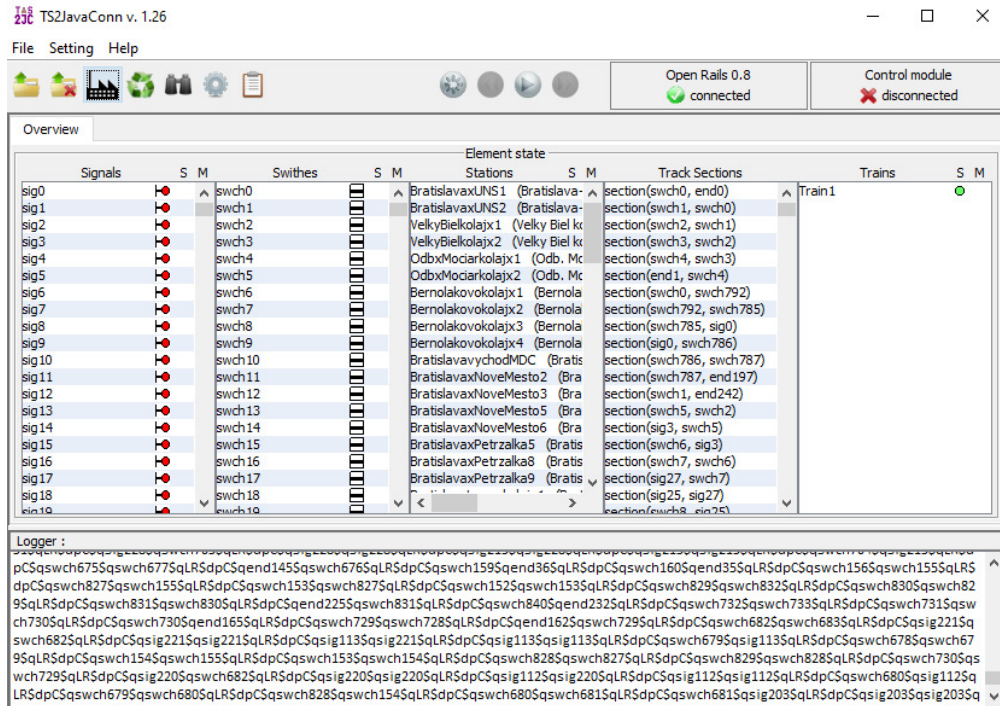 TS2JavaConn v. 1.26
File Setting Help
Open Rails 0.8
connected
Control module
disconnected
Overview
Element state
Signals S M Swithes S M Stations S M Track Sections Trains S M
sig0 swch0 BratislavaxUNS1 (Bratislava- section(swch0, end0) Train1
sig1 swch1 BratislavaxUNS2 (Bratislava- section(swch1, swch0)
sig2 swch2 VelkyBielkolajx1 (Velky Biel ko section(swch2, swch1)
sig3 swch3 VelkyBielkolajx2 (Velky Biel ko section(swch3, swch2)
sig4 swch4 OdbxMociarkolajx1 (Odb. Mc section(swch4, swch3)
sig5 swch5 OdbxMociarkolajx2 (Odb. Mc section(end1, swch4)
sig6 swch6 Bernolakovokolajx1 (Bernola section(swch0, swch792)
sig7 swch7 Bernolakovokolajx2 (Bernola section(swch792, swch785)
sig8 swch8 Bernolakovokolajx3 (Bernola section(swch785, sig0)
sig9 swch9 Bernolakovokolajx4 (Bernola section(sig0, swch786)
sig10 swch10 BratislavavychodMDC (Bratis section(swch786, swch787)
sig11 swch11 BratislavaxNoveMesto2 (Bra section(swch787, end197)
sig12 swch12 BratislavaxNoveMesto3 (Bra section(swch1, end242)
sig13 swch13 BratislavaxNoveMesto5 (Bra section(swch5, swch2)
sig14 swch14 BratislavaxNoveMesto6 (Bra section(sig3, swch5)
sig15 swch15 BratislavaxPetrzalka5 (Bratis section(swch6, sig3)
sig16 swch16 BratislavaxPetrzalka8 (Bratis section(swch7, swch6)
sig17 swch17 BratislavaxPetrzalka9 (Bratis section(sig27, swch7)
sig18 swch18 section(sig25, sig27)
sig19 swch19 section(swch8, sig25)
Logger :
pC$qswch675$qswch677$qLR$dpC$qend145$qswch676$qLR$dpC$qswch159$qend36$qLR$dpC$qswch160$qend35$qLR$dpC$qswch156$qswch155$qLR$
dpC$qswch827$qswch155$qLR$dpC$qswch153$qswch827$qLR$dpC$qswch152$qswch153$qLR$dpC$qswch829$qswch832$qLR$dpC$qswch830$qswch82
9$qLR$dpC$qswch831$qswch830$qLR$dpC$qend225$qswch831$qLR$dpC$qswch840$qend232$qLR$dpC$qswch732$qswch733$qLR$dpC$qswch731$qsw
ch730$qLR$dpC$qswch730$qend165$qLR$dpC$qswch729$qswch728$qLR$dpC$qend162$qswch729$qLR$dpC$qswch682$qswch683$qLR$dpC$qsig221$q
swch682$qLR$dpC$qsig221$qsig221$qLR$dpC$qsig113$qsig221$qLR$dpC$qsig113$qsig113$qLR$dpC$qswch679$qsig113$qLR$dpC$qswch678$qswch67
9$qLR$dpC$qswch154$qswch155$qLR$dpC$qswch153$qswch154$qLR$dpC$qswch828$qswch827$qLR$dpC$qswch829$qswch828$qLR$dpC$qswch730$qs
wch729$qLR$dpC$qsig220$qswch682$qLR$dpC$qsig220$qsig220$qLR$dpC$qsig112$qsig220$qLR$dpC$qsig112$qsig112$qLR$dpC$qswch680$qsig112$q
LR$dpC$qswch679$qswch680$qLR$dpC$qswch828$qswch154$qLR$dpC$qswch680$qswch681$qLR$dpC$qswch681$qsig203$qLR$dpC$qsig203$qsig203$q